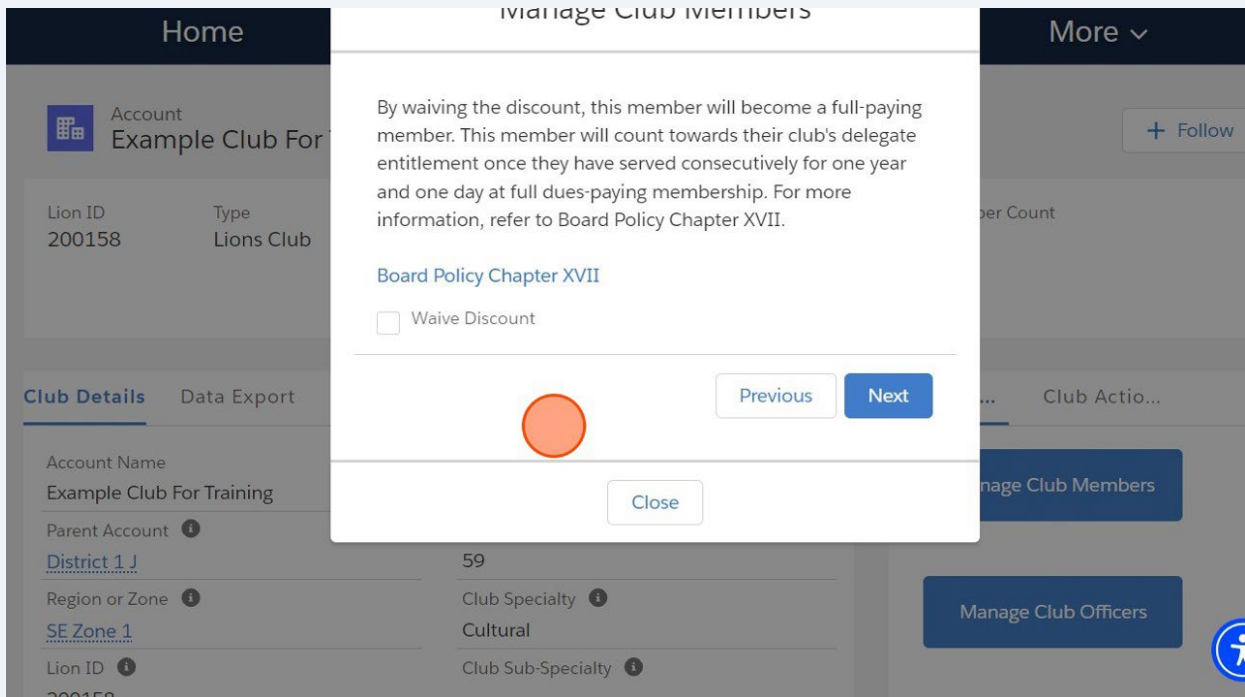 Manage Club Members
Home
More
Account
Example Club For
+ Follow
Lion ID
Type
200158
Lions Club
Count
By waiving the discount, this member will become a full-paying
member. This member will count towards their club's delegate
entitlement once they have served consecutively for one year
and one day at full dues-paying membership. For more
information, refer to Board Policy Chapter XVII.
Board Policy Chapter XVII
Waive Discount
Previous
Next
Close
Club Details
Data Export
...
Club Actio...
Account Name
Example Club For Training
Parent Account
District 1 J
59
Region or Zone
SE Zone 1
Club Specialty
Cultural
Lion ID
200158
Club Sub-Specialty
nage Club Members
Manage Club Officers